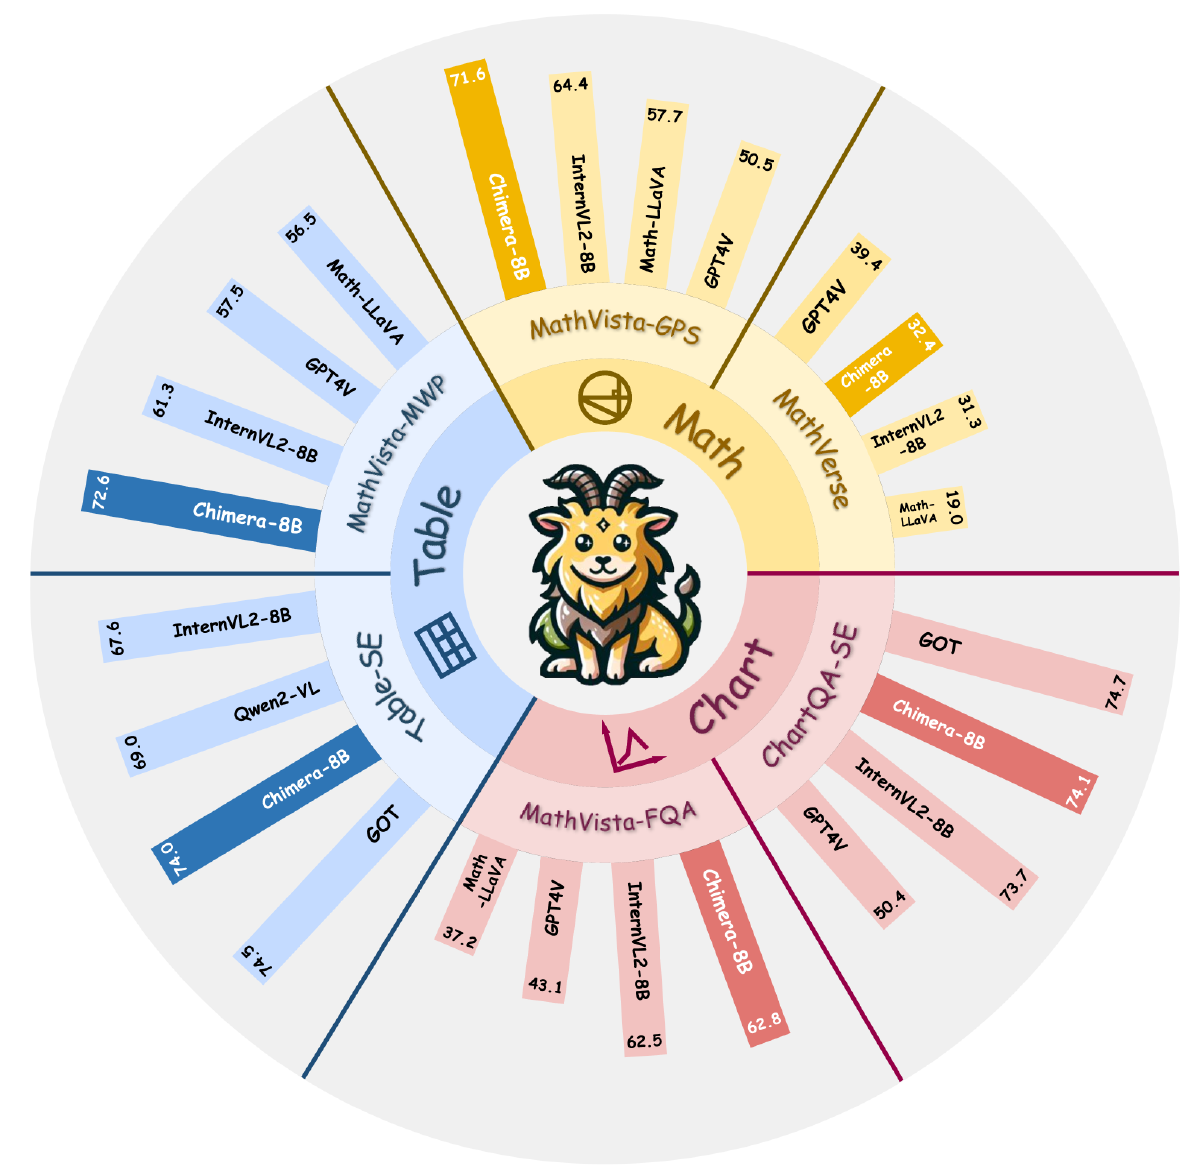 Math
MathVista-GPS
Chimera-8B
71.6
InternVL2-8B
64.4
Math-LLaVA
57.7
GPT4V
50.5
MathVerse
GPT4V
39.4
Chimera
-8B
32.4
InternVL2
-8B
31.3
Math-
LLaVA
19.0
Chart
ChartQA-SE
GOT
74.7
Chimera-8B
74.1
InternVL2-8B
73.7
GPT4V
50.4
MathVista-FQA
Chimera-8B
62.8
InternVL2-8B
62.5
GPT4V
43.1
Math
-LLaVA
37.2
Table
Table-SE
GOT
74.5
Chimera-8B
74.0
Qwen2-VL
69.0
InternVL2-8B
67.6
MathVista-MWP
Chimera-8B
72.6
InternVL2-8B
61.3
GPT4V
57.5
Math-LLaVA
56.5